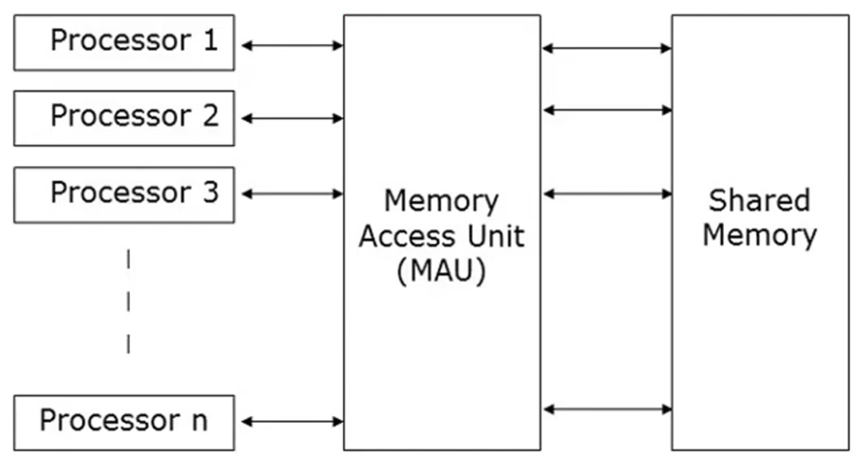 Processor 1
Processor 2
Processor 3
Processor n
Memory
Access Unit
(MAU)
Shared
Memory